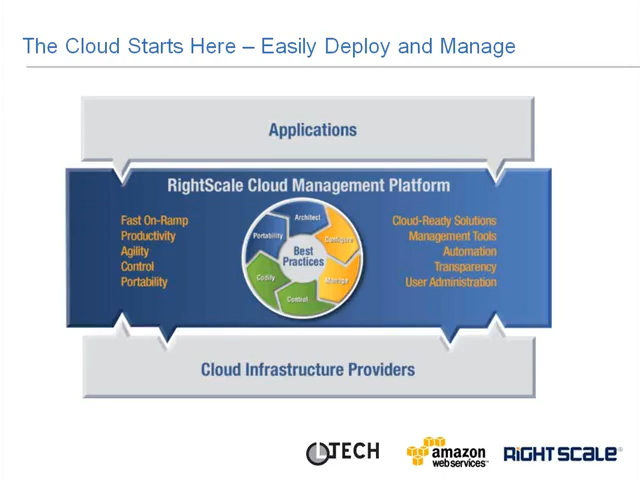 The Cloud Starts Here – Easily Deploy and Manage
Applications
RightScale Cloud Management Platform
Fast On-Ramp
Productivity
Agility
Control
Portability
Architect
Configure
Manage
Control
Codify
Portability
Best
Practices
Cloud-Ready Solutions
Management Tools
Automation
Transparency
User Administration
Cloud Infrastructure Providers
LTECH
amazon
webservices™
RIGHTSCALE®